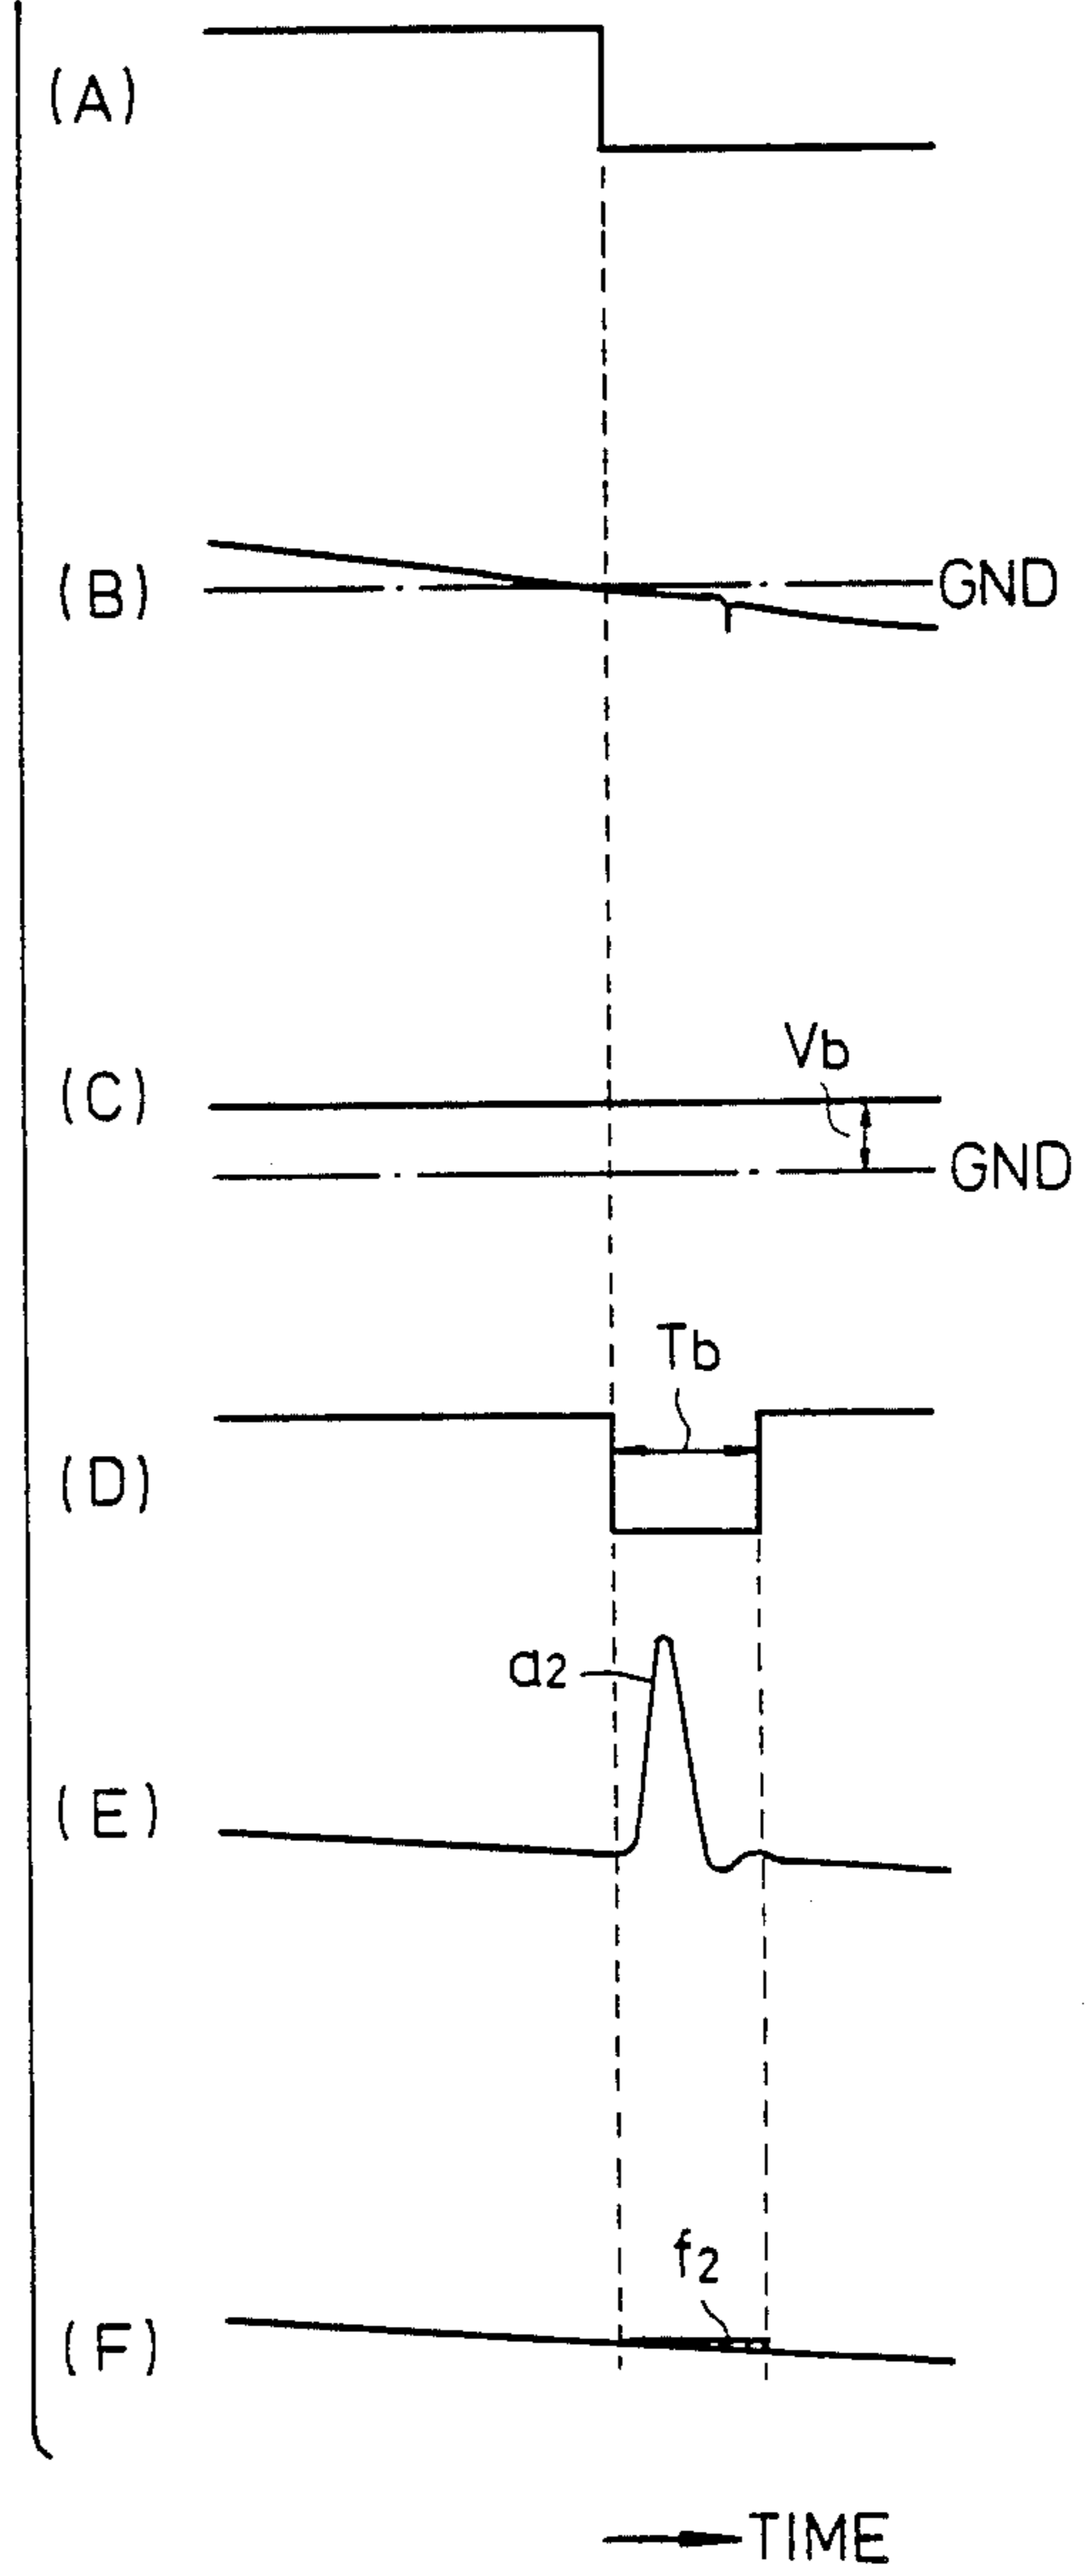 (A)
(B)
GND
(C)
Vb
GND
Tb
(D)
a2
(E)
f2
(F)
TIME